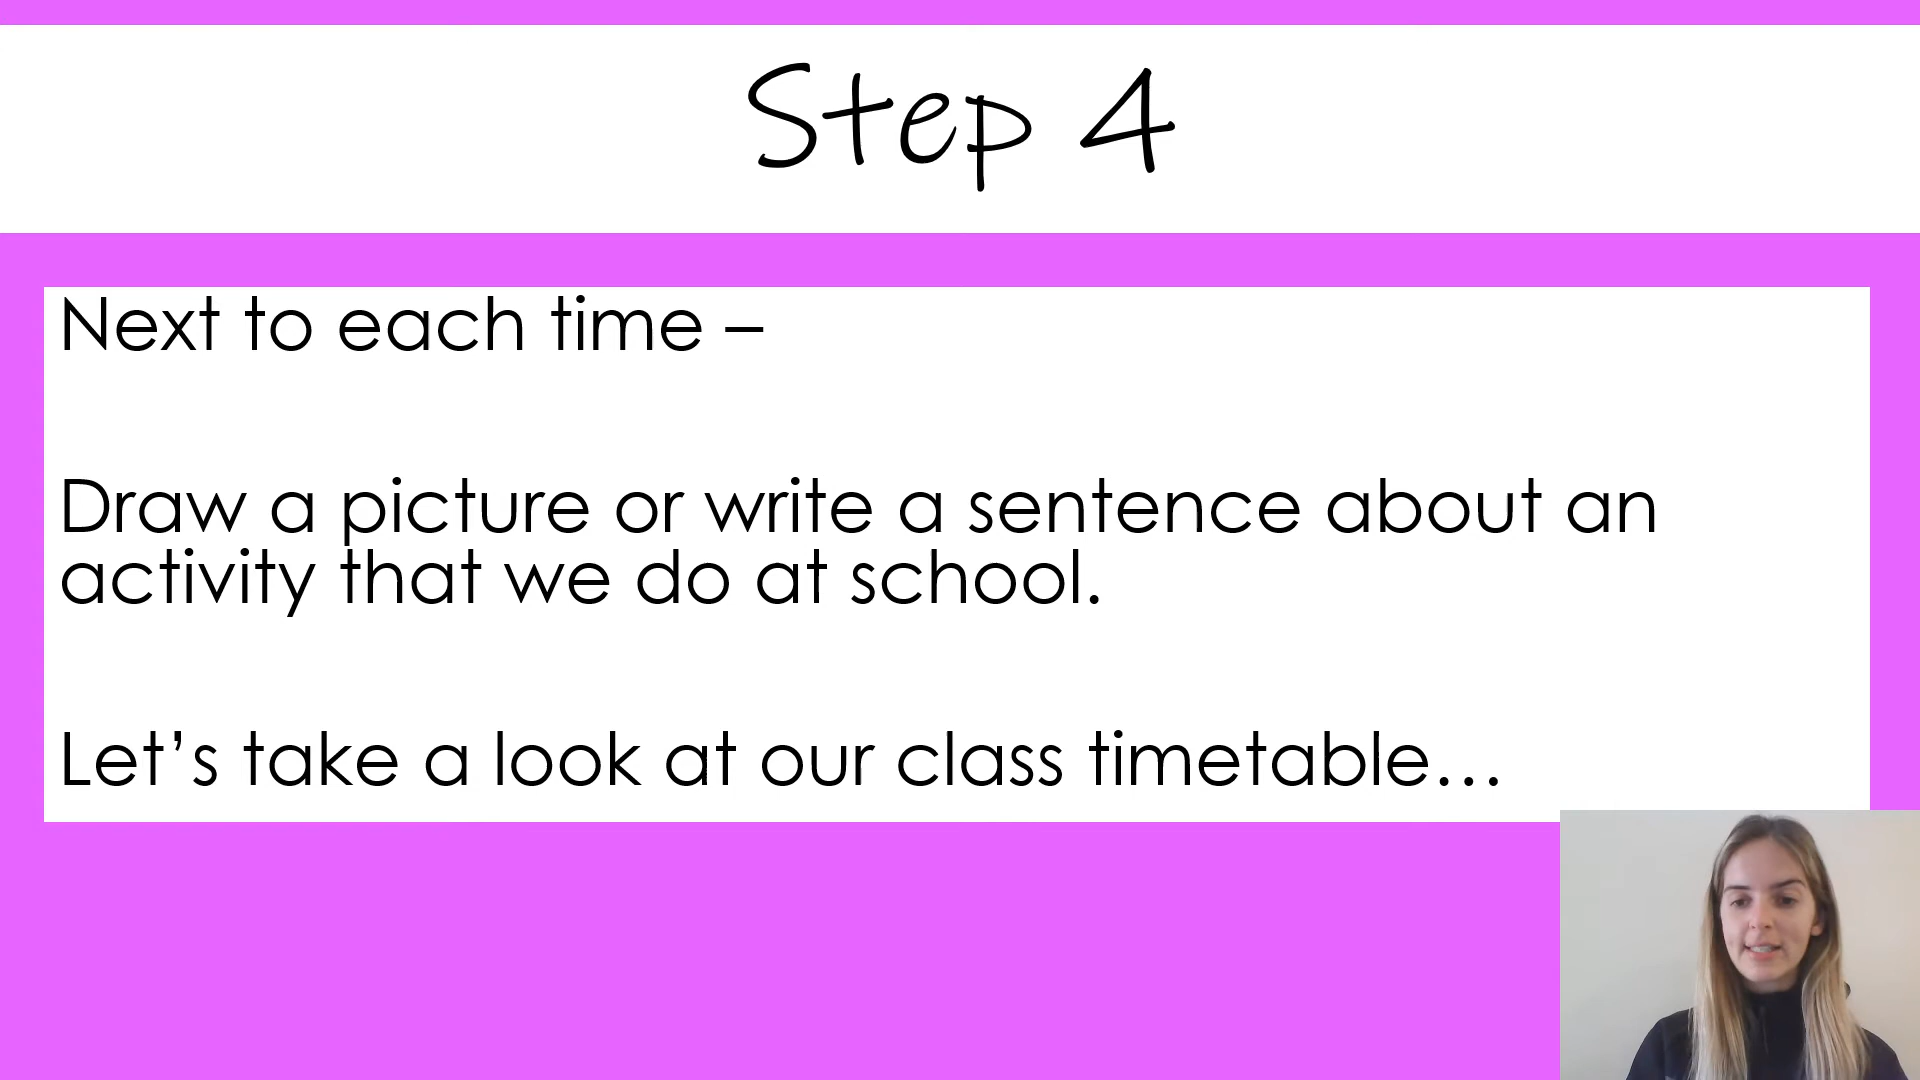 Step 4
Next to each time –
Draw a picture or write a sentence about an
activity that we do at school.
Let’s take a look at our class timetable…